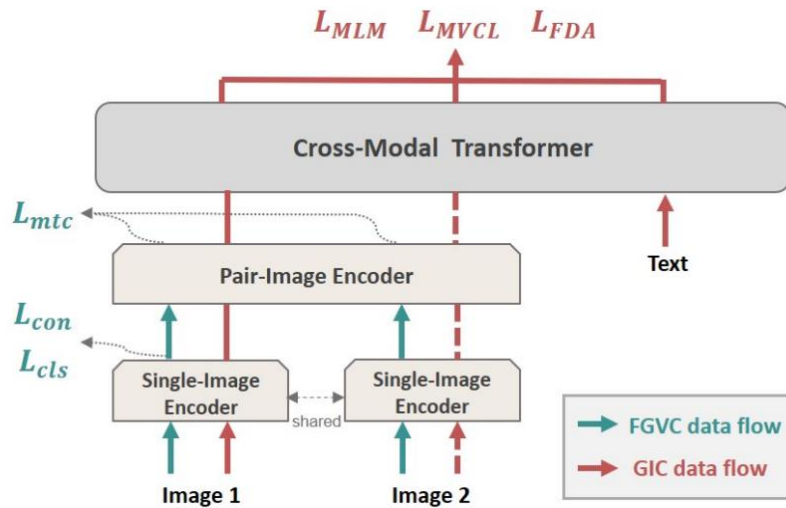 L_MLM L_MVCL L_FDA
Cross-Modal Transformer
L_mtc
Text
Pair-Image Encoder
L_con
L_cls
Single-Image
Encoder
shared
Single-Image
Encoder
FGVC data flow
GIC data flow
Image 1
Image 2